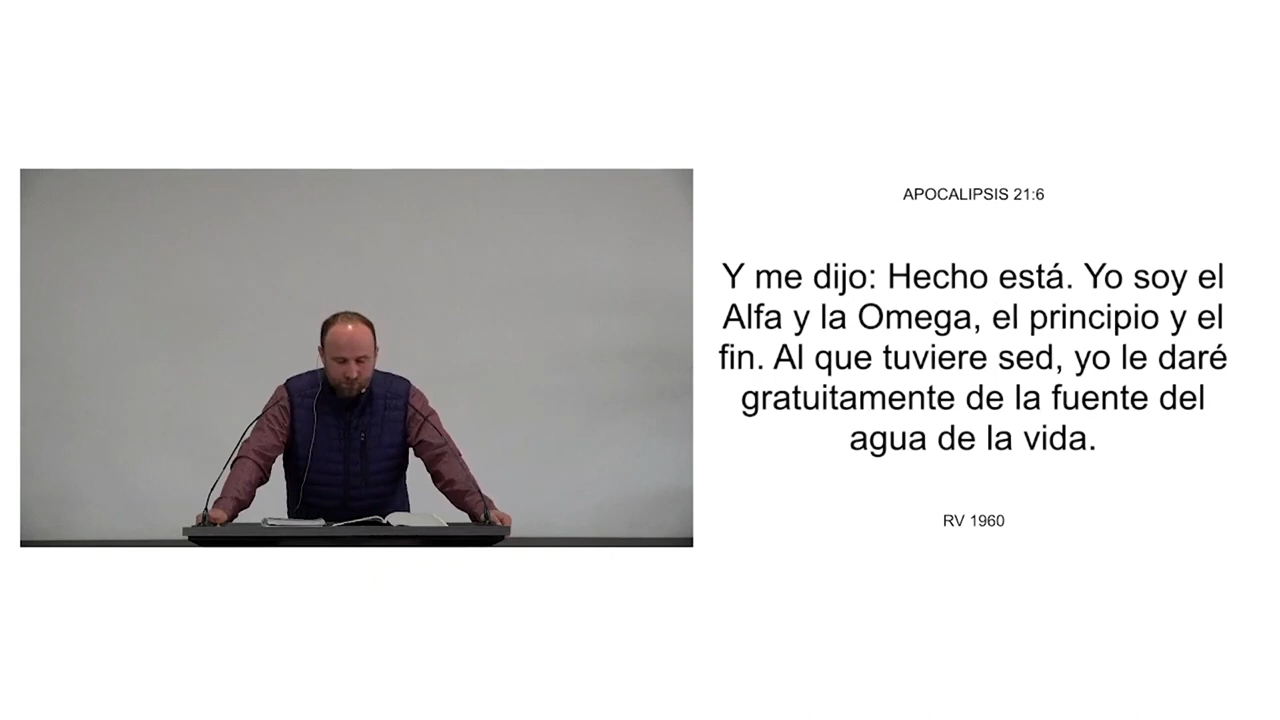 APOCALIPSIS 21:6
Y me dijo: Hecho está. Yo soy el
Alfa y la Omega, el principio y el
fin. Al que tuviere sed, yo le daré
gratuitamente de la fuente del
agua de la vida.
RV 1960